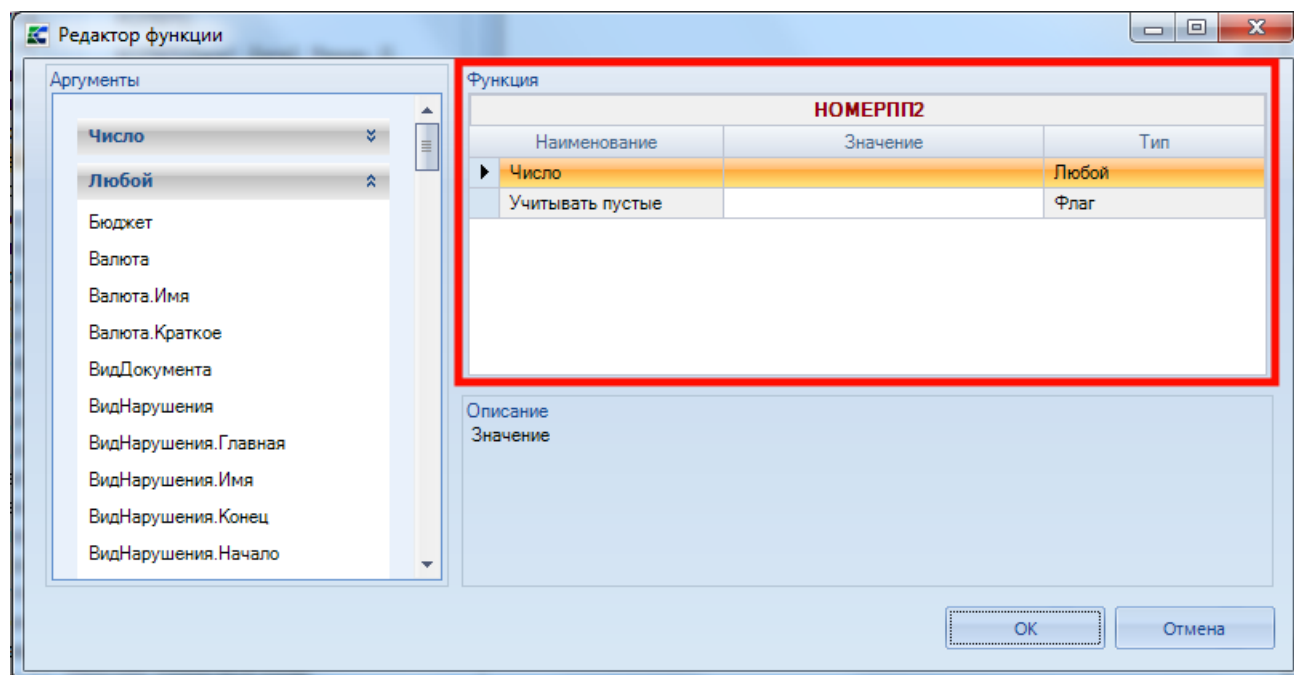 Редактор функции
Аргументы
Число
Любой
Бюджет
Валюта
Валюта.Имя
Валюта.Краткое
ВидДокумента
ВидНарушения
ВидНарушения.Главная
ВидНарушения.Имя
ВидНарушения.Конец
ВидНарушения.Начало
Функция
НОМЕРПП2
Наименование Значение Тип
Число Любой
Учитывать пустые Флаг
Описание
Значение
ОК Отмена